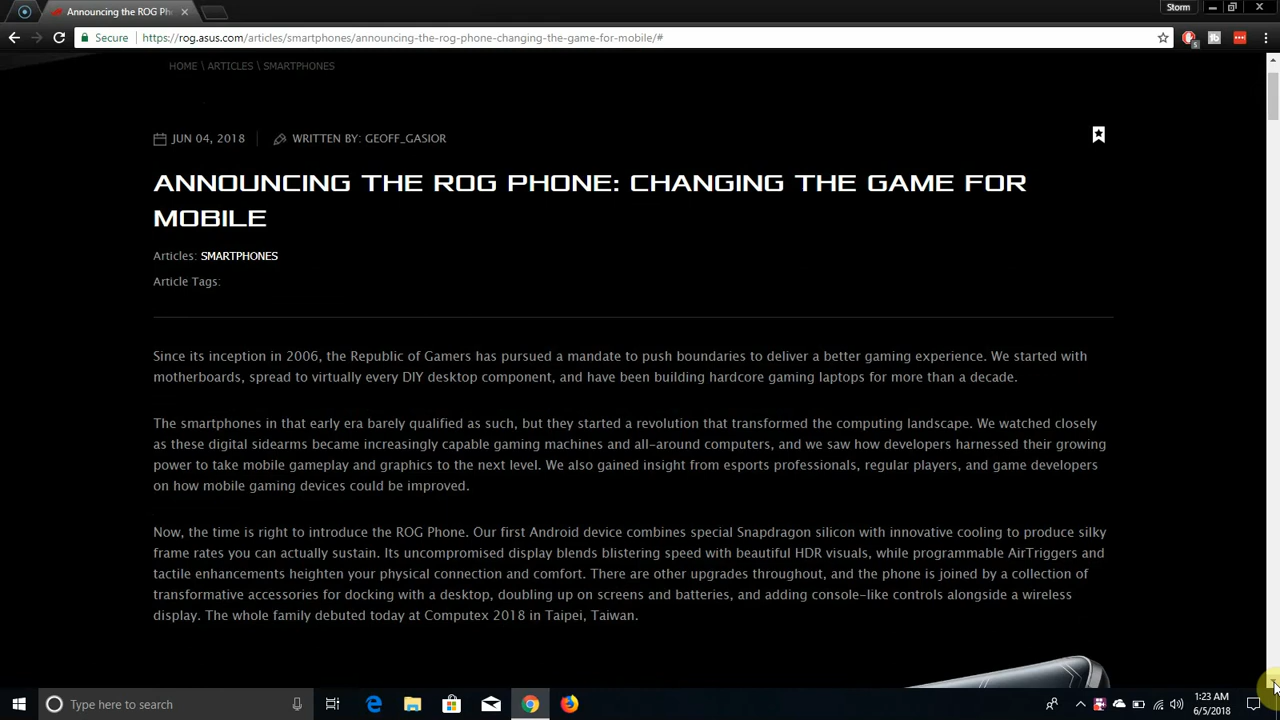 Announcing the ROG Ph
Storm
Secure
https://rog.asus.com/articles/smartphones/announcing-the-rog-phone-changing-the-game-for-mobile/#
HOME \ ARTICLES \ SMARTPHONES
JUN 04, 2018
WRITTEN BY: GEOFF_GASIOR
ANNOUNCING THE ROG PHONE: CHANGING THE GAME FOR
MOBILE
Articles: SMARTPHONES
Article Tags:
Since its inception in 2006, the Republic of Gamers has pursued a mandate to push boundaries to deliver a better gaming experience. We started with
motherboards, spread to virtually every DIY desktop component, and have been building hardcore gaming laptops for more than a decade.
The smartphones in that early era barely qualified as such, but they started a revolution that transformed the computing landscape. We watched closely
as these digital sidearms became increasingly capable gaming machines and all-around computers, and we saw how developers harnessed their growing
power to take mobile gameplay and graphics to the next level. We also gained insight from esports professionals, regular players, and game developers
on how mobile gaming devices could be improved.
Now, the time is right to introduce the ROG Phone. Our first Android device combines special Snapdragon silicon with innovative cooling to produce silky
frame rates you can actually sustain. Its uncompromised display blends blistering speed with beautiful HDR visuals, while programmable AirTriggers and
tactile enhancements heighten your physical connection and comfort. There are other upgrades throughout, and the phone is joined by a collection of
transformative accessories for docking with a desktop, doubling up on screens and batteries, and adding console-like controls alongside a wireless
display. The whole family debuted today at Computex 2018 in Taipei, Taiwan.
Type here to search
1:23 AM
6/5/2018